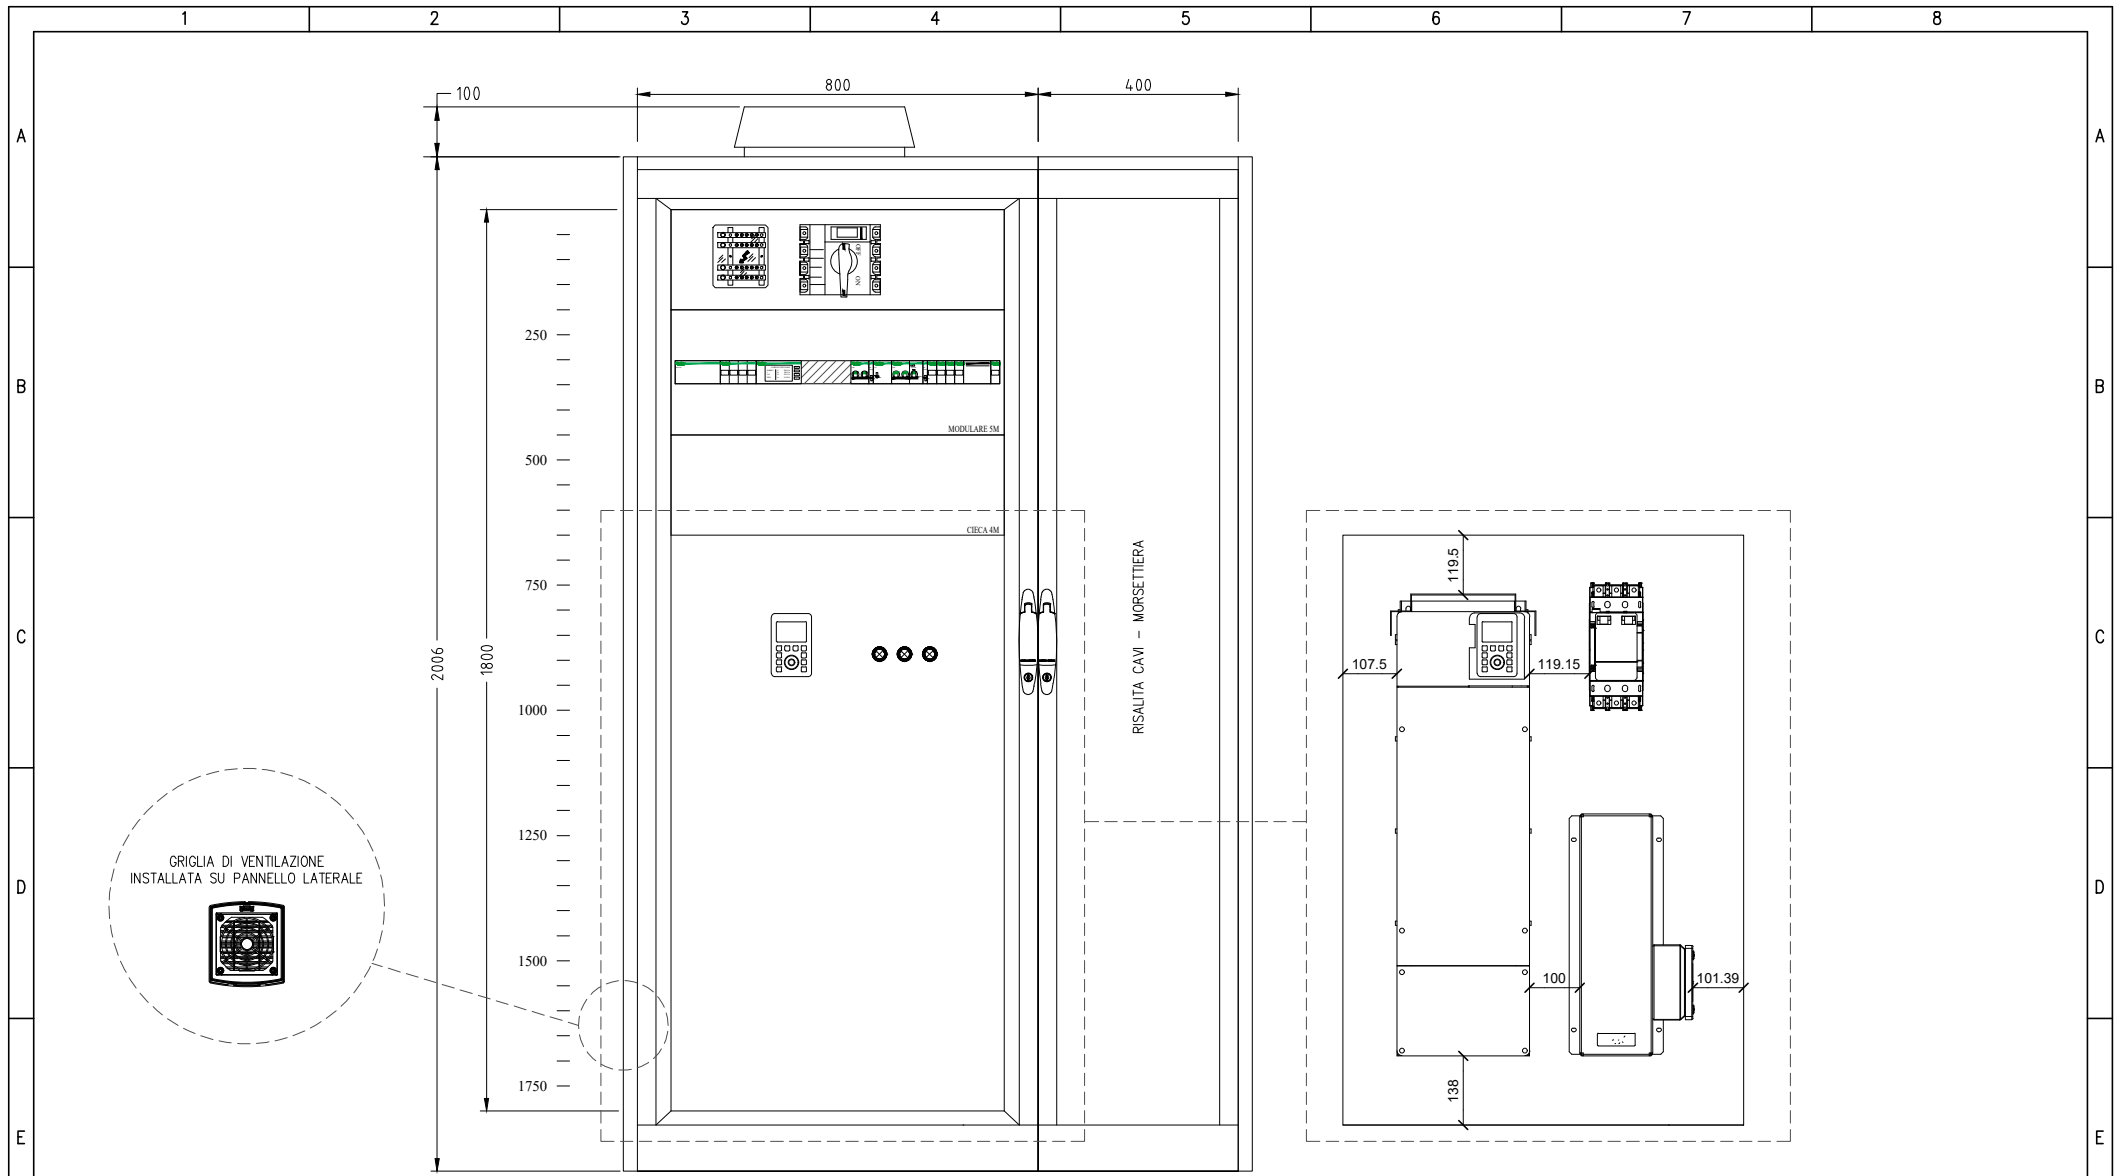 1 2 3 4 5 6 7 8
800 400
100
A A
OFF
ON
250
B B
MODULARE 5M
500
CIECA 4M
119.5
750
RISALITA CAVI - MORSETTIERA
C C
2006
1800
107.5 119.15
1000
1250
GRIGLIA DI VENTILAZIONE
INSTALLATA SU PANNELLO LATERALE
D D
1500
100 101.39
1750
138
E E